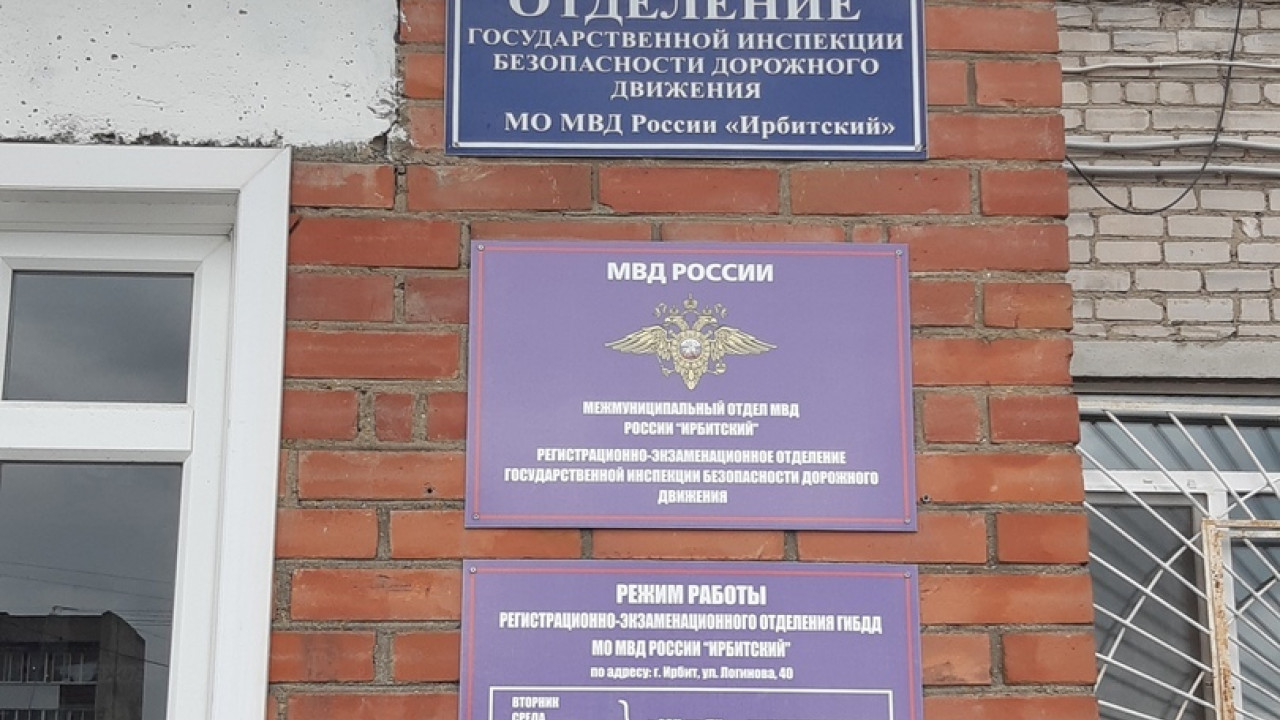 ОТДЕЛЕНИЕ
ГОСУДАРСТВЕННОЙ ИНСПЕКЦИИ
БЕЗОПАСНОСТИ ДОРОЖНОГО
ДВИЖЕНИЯ
МО МВД России «Ирбитский»
МВД РОССИИ
МЕЖМУНИЦИПАЛЬНЫЙ ОТДЕЛ МВД
РОССИИ "ИРБИТСКИЙ"
РЕГИСТРАЦИОННО-ЭКЗАМЕНАЦИОННОЕ ОТДЕЛЕНИЕ
ГОСУДАРСТВЕННОЙ ИНСПЕКЦИИ БЕЗОПАСНОСТИ ДОРОЖНОГО
ДВИЖЕНИЯ
РЕЖИМ РАБОТЫ
РЕГИСТРАЦИОННО-ЭКЗАМЕНАЦИОННОГО ОТДЕЛЕНИЯ ГИБДД
МО МВД РОССИИ "ИРБИТСКИЙ"
по адресу: г. Ирбит, ул. Логинова, 40
ВТОРНИК
СРЕДА